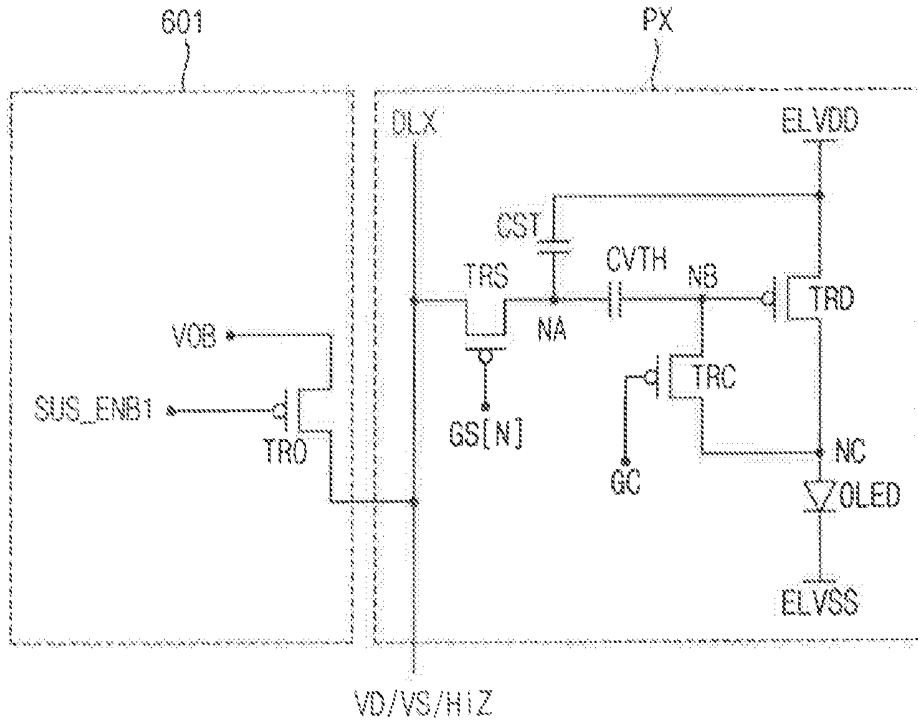 601
PX
DLX
ELVDD
CST
CVTH
TRS
NB
NA
TRD
VOB
TRC
SUS_ENB1
GS[N]
TRO
NC
GC
OLED
ELVSS
VD/VS/HiZ